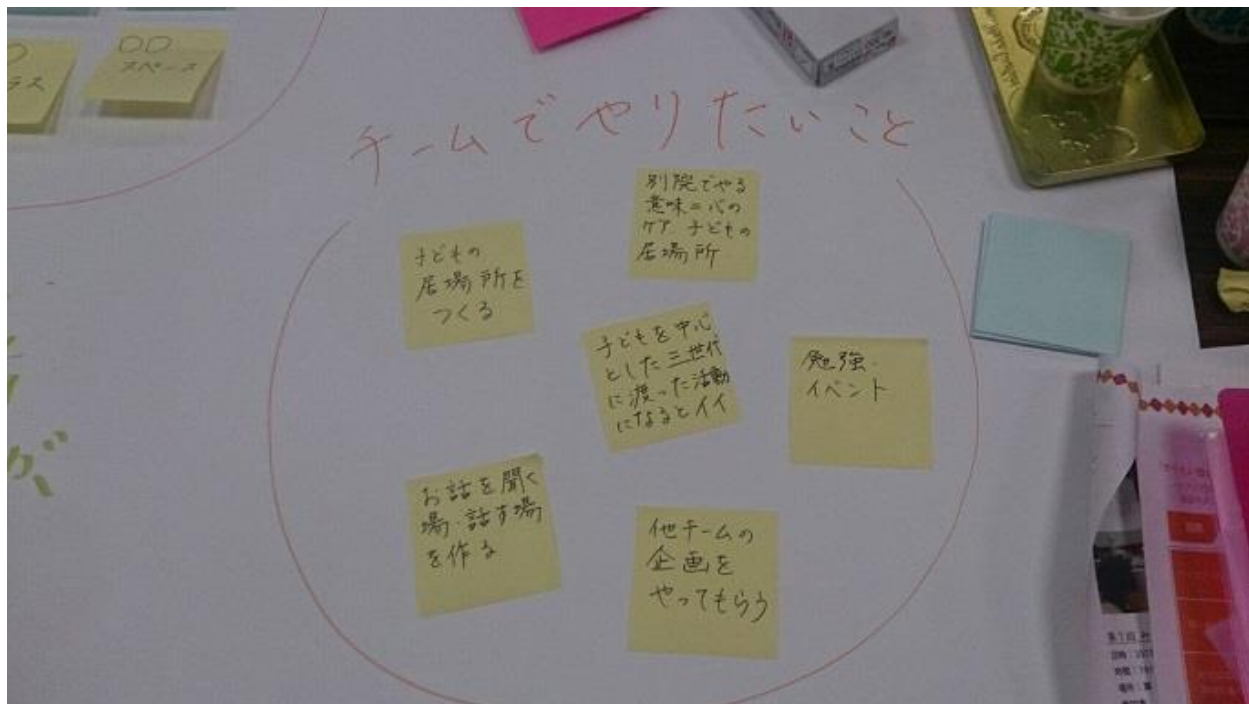 〇〇
スペース
ラス
チームでやりたいこと
別院でやる
意味=心の
ケア 子どもの
居場所
子どもの
居場所を
つくる
子どもを中心
とした三世代
に渡った活動
になるとイイ
勉強・
イベント
お話を聞く
場・話す場
を作る
他チームの
企画を
やってもらう
が